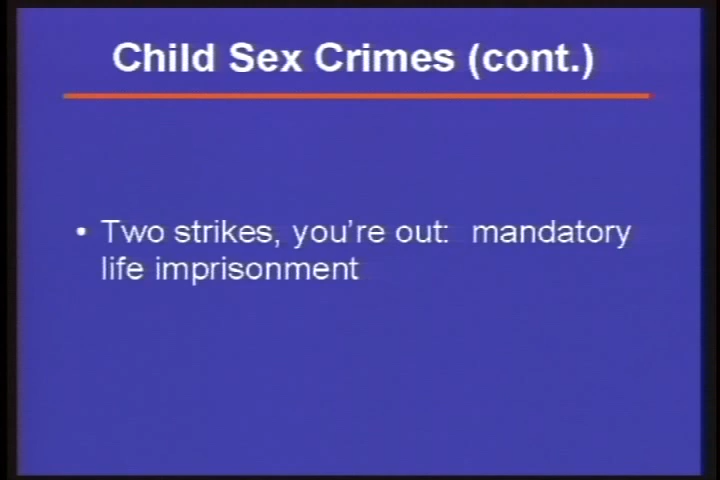 Child Sex Crimes (cont.)
• Two strikes, you're out:  mandatory
life imprisonment